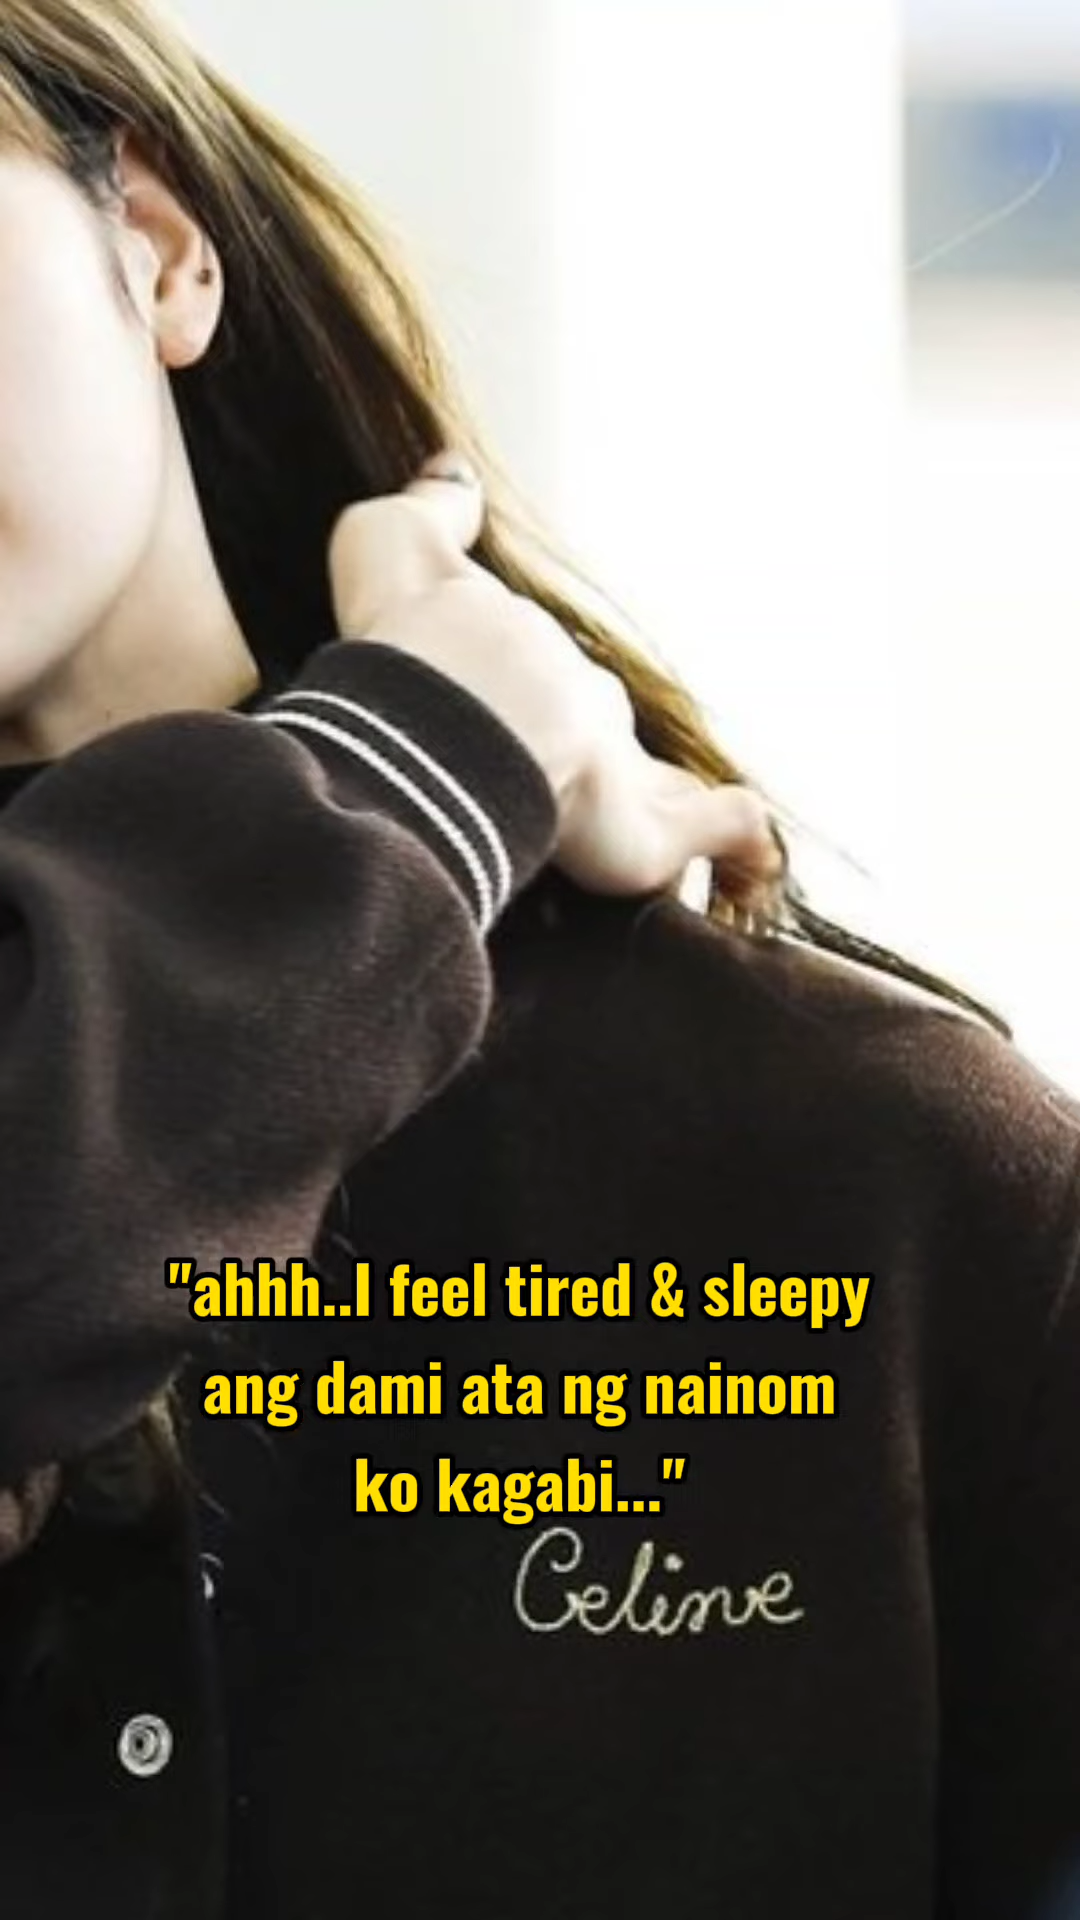 "ahhh..I feel tired & sleepy
ang dami ata ng nainom
ko kagabi..."
Celine